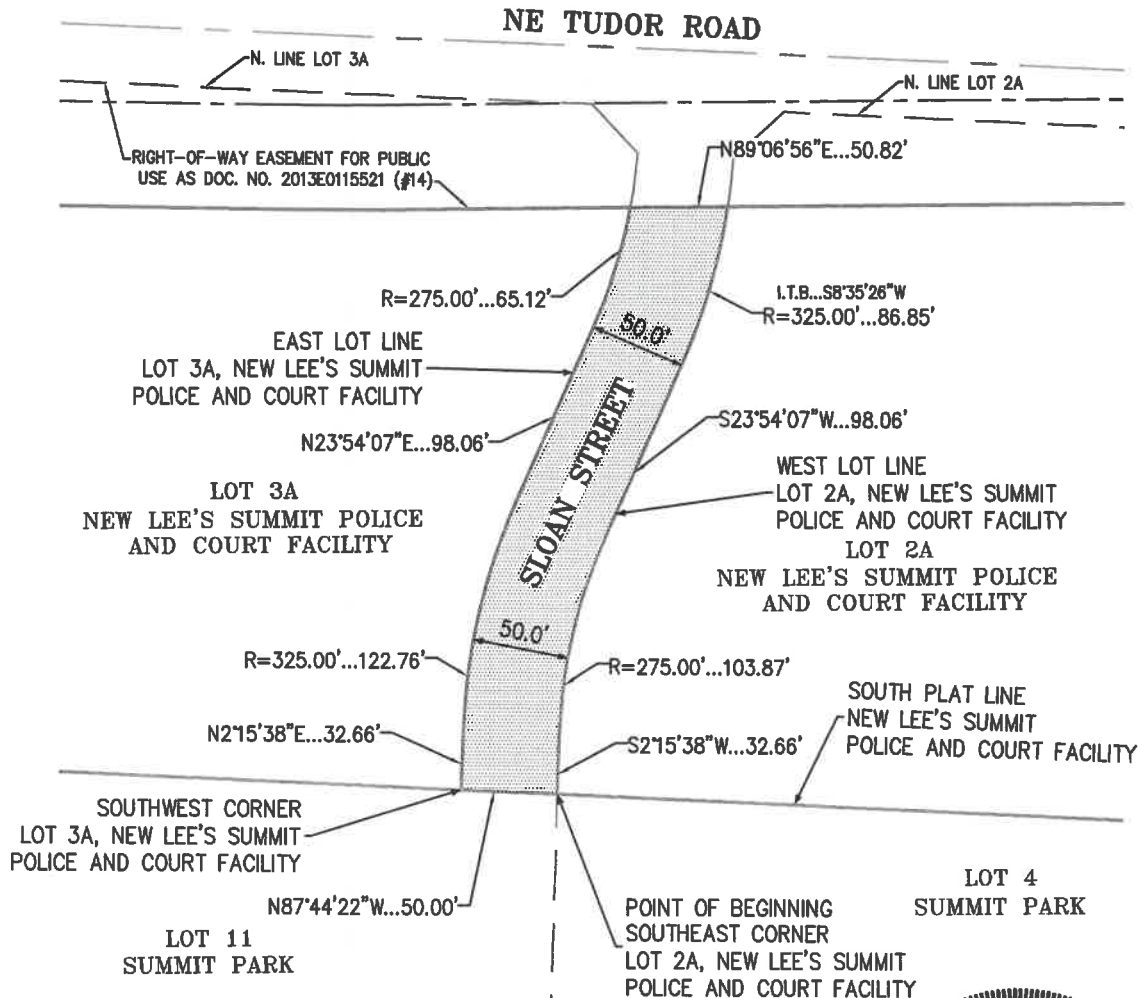 NE TUDOR ROAD
N. LINE LOT 3A
N. LINE LOT 2A
N89°06'56"E...50.82'
RIGHT-OF-WAY EASEMENT FOR PUBLIC
USE AS DOC. NO. 2013E0115521 (#14)
R=275.00'...65.12'
I.T.B...S8°35'26"W
R=325.00'...86.85'
50.0'
EAST LOT LINE
LOT 3A, NEW LEE'S SUMMIT
POLICE AND COURT FACILITY
N23°54'07"E...98.06'
S23°54'07"W...98.06'
SLOAN STREET
WEST LOT LINE
LOT 2A, NEW LEE'S SUMMIT
POLICE AND COURT FACILITY
LOT 3A
NEW LEE'S SUMMIT POLICE
AND COURT FACILITY
LOT 2A
NEW LEE'S SUMMIT POLICE
AND COURT FACILITY
50.0'
R=325.00'...122.76'
R=275.00'...103.87'
SOUTH PLAT LINE
NEW LEE'S SUMMIT
POLICE AND COURT FACILITY
N2°15'38"E...32.66'
S2°15'38"W...32.66'
SOUTHWEST CORNER
LOT 3A, NEW LEE'S SUMMIT
POLICE AND COURT FACILITY
N87°44'22"W...50.00'
POINT OF BEGINNING
SOUTHEAST CORNER
LOT 2A, NEW LEE'S SUMMIT
POLICE AND COURT FACILITY
LOT 4
SUMMIT PARK
LOT 11
SUMMIT PARK